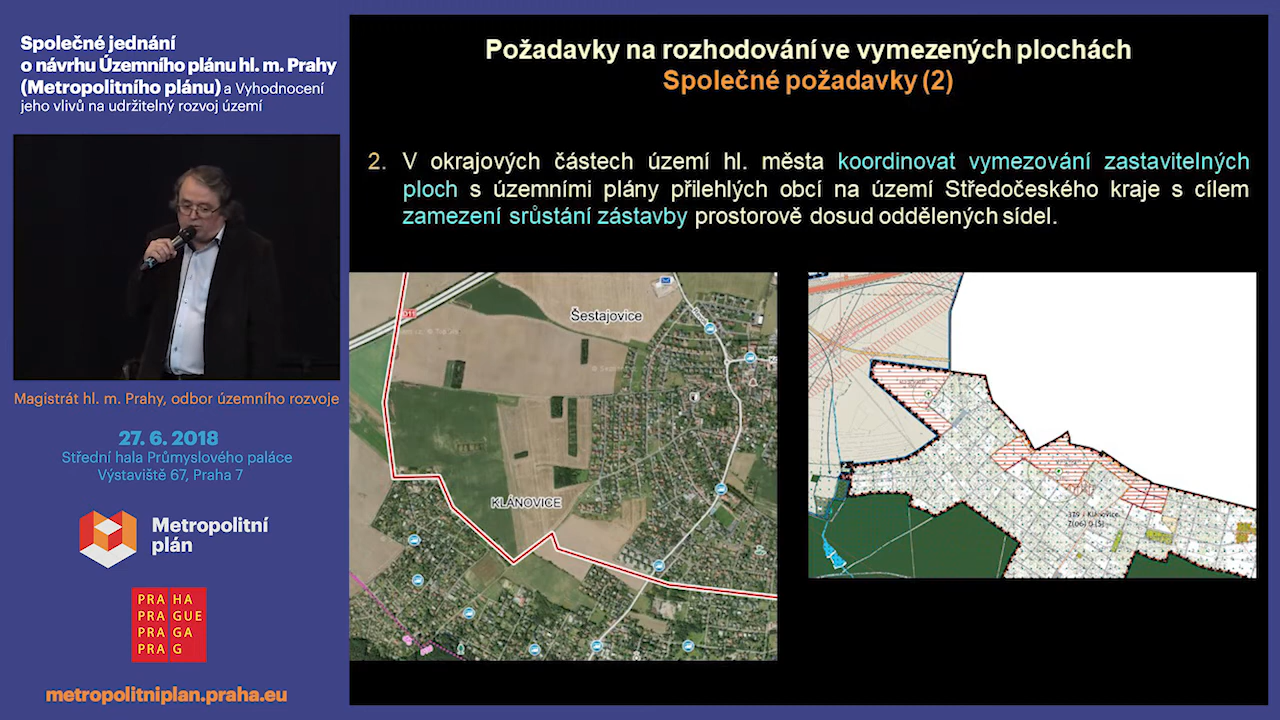 Společné jednání
o návrhu Územního plánu hl. m. Prahy
(Metropolitního plánu) a Vyhodnocení
jeho vlivů na udržitelný rozvoj území
Magistrát hl. m. Prahy, odbor územního rozvoje
27. 6. 2018
Střední hala Průmyslového paláce
Výstaviště 67, Praha 7
Metropolitní
plán
PRA HA
PRA GUE
PRA GA
PRA G
metropolitniplan.praha.eu
Požadavky na rozhodování ve vymezených plochách
Společné požadavky (2)
2. V okrajových částech území hl. města koordinovat vymezování zastavitelných
ploch s územními plány přilehlých obcí na území Středočeského kraje s cílem
zamezení srůstání zástavby prostorově dosud oddělených sídel.
Šestajovice
KLÁNOVICE
379 / Klánovice